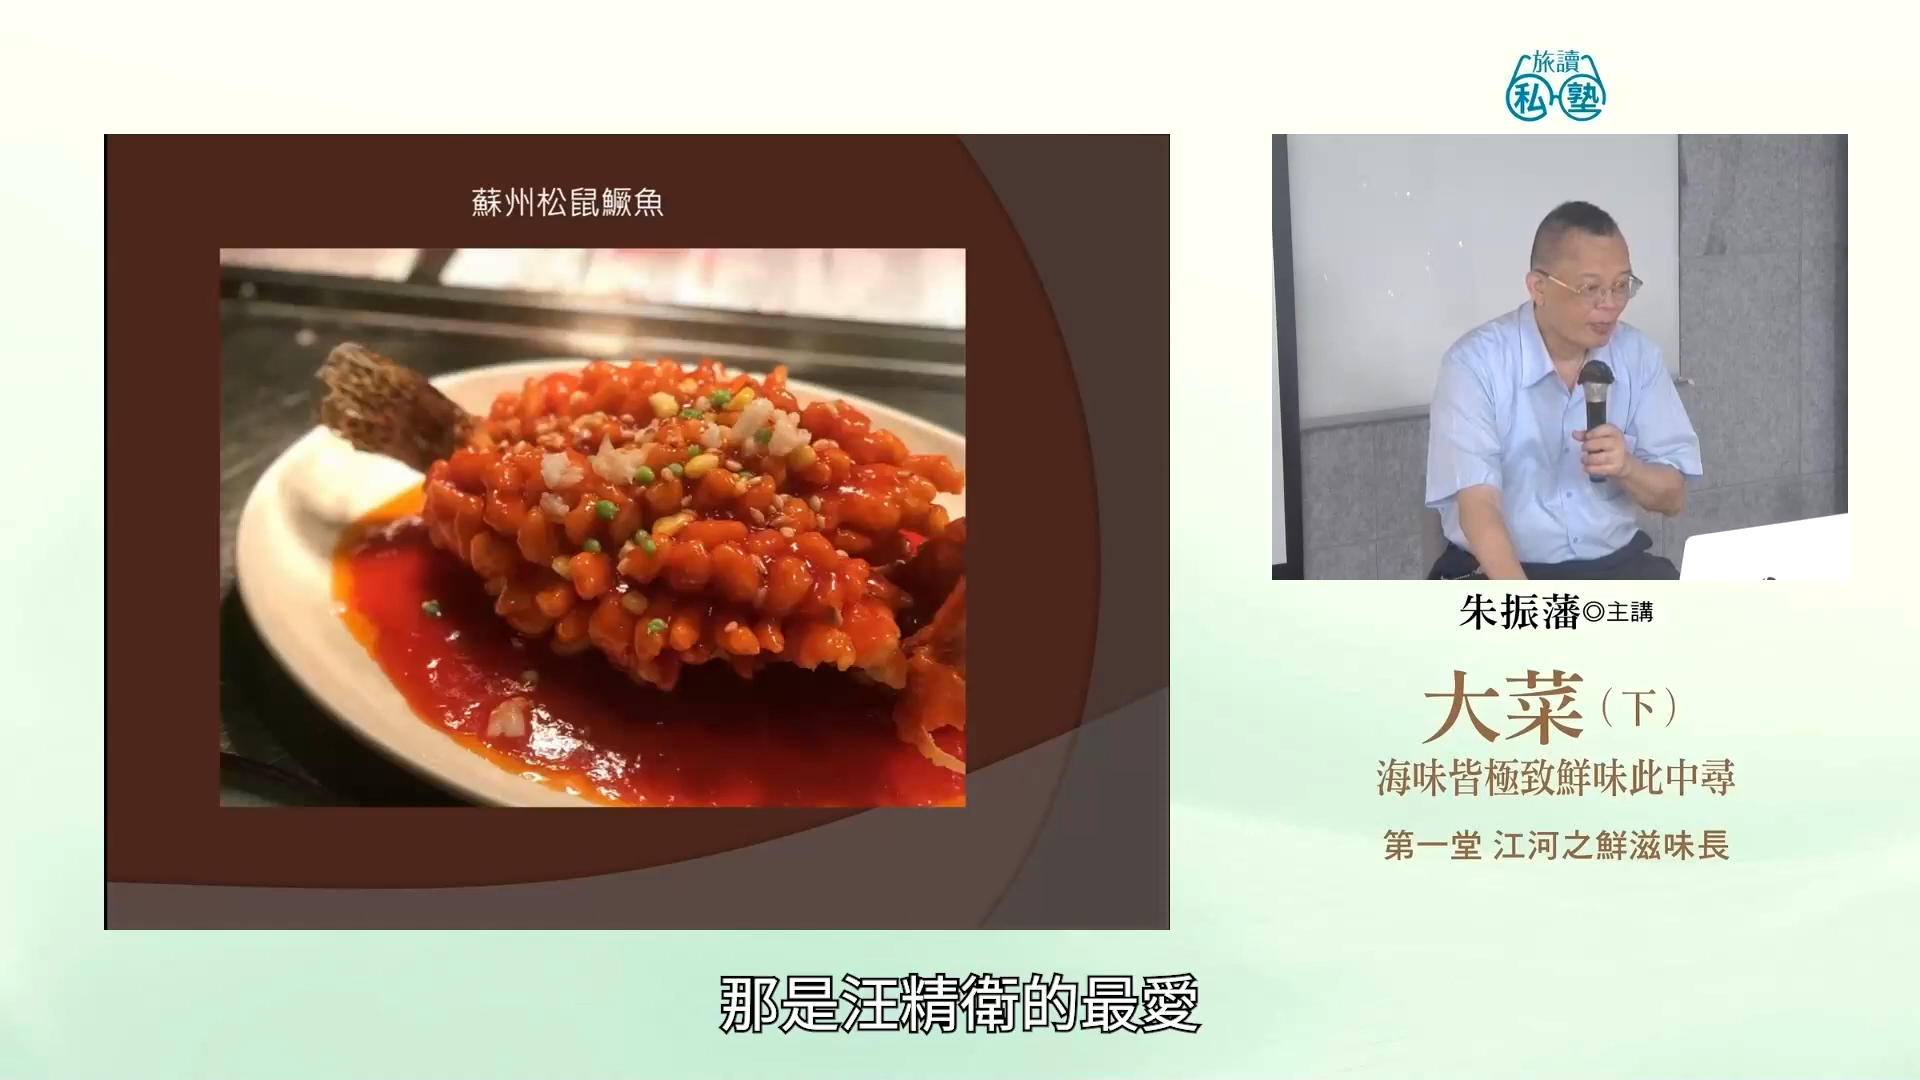 旅讀
私塾
蘇州松鼠鱖魚
朱振藩◎主講
大菜（下）
海味皆極致鮮味此中尋
第一堂 江河之鮮滋味長
那是汪精衛的最愛